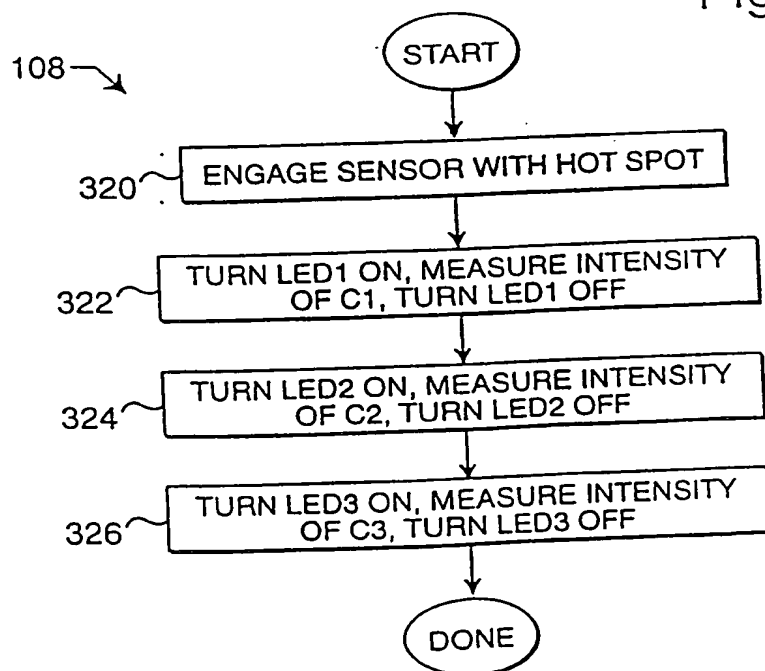 Fig
START
108
ENGAGE SENSOR WITH HOT SPOT
320
TURN LED1 ON, MEASURE INTENSITY
OF C1, TURN LED1 OFF
322
TURN LED2 ON, MEASURE INTENSITY
OF C2, TURN LED2 OFF
324
TURN LED3 ON, MEASURE INTENSITY
OF C3, TURN LED3 OFF
326
DONE